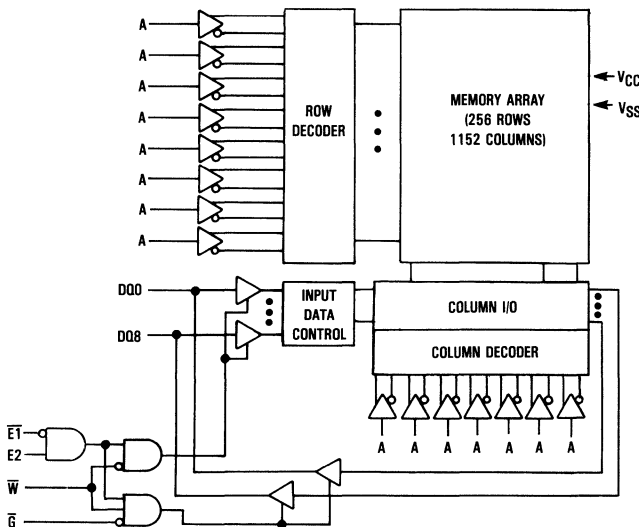 A
A
A
A
A
A
A
A
ROW
DECODER
MEMORY ARRAY
(256 ROWS
1152 COLUMNS)
VCC
VSS
DQ0
DQ8
INPUT
DATA
CONTROL
COLUMN I/O
COLUMN DECODER
A A A A A A A
E1
E2
W
G